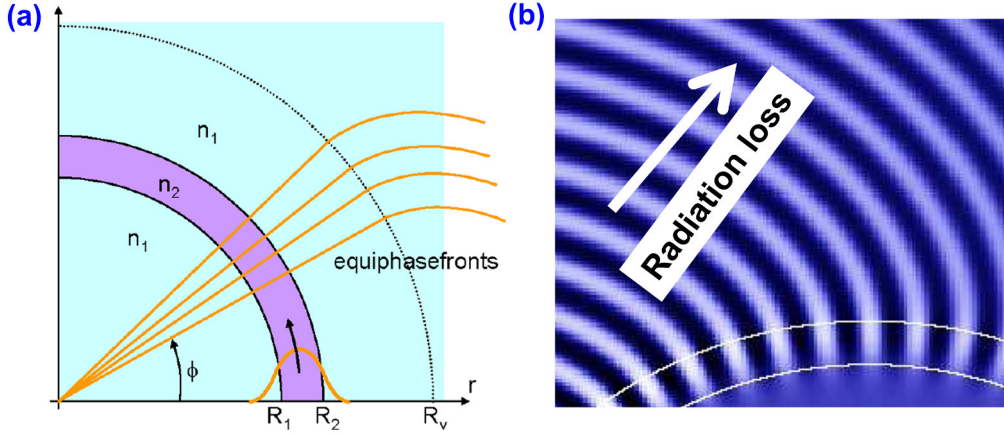 (a)
n₁
n₂
n₁
equiphasefronts
ϕ
r
R₁
R₂
Rᵥ
(b)
Radiation loss